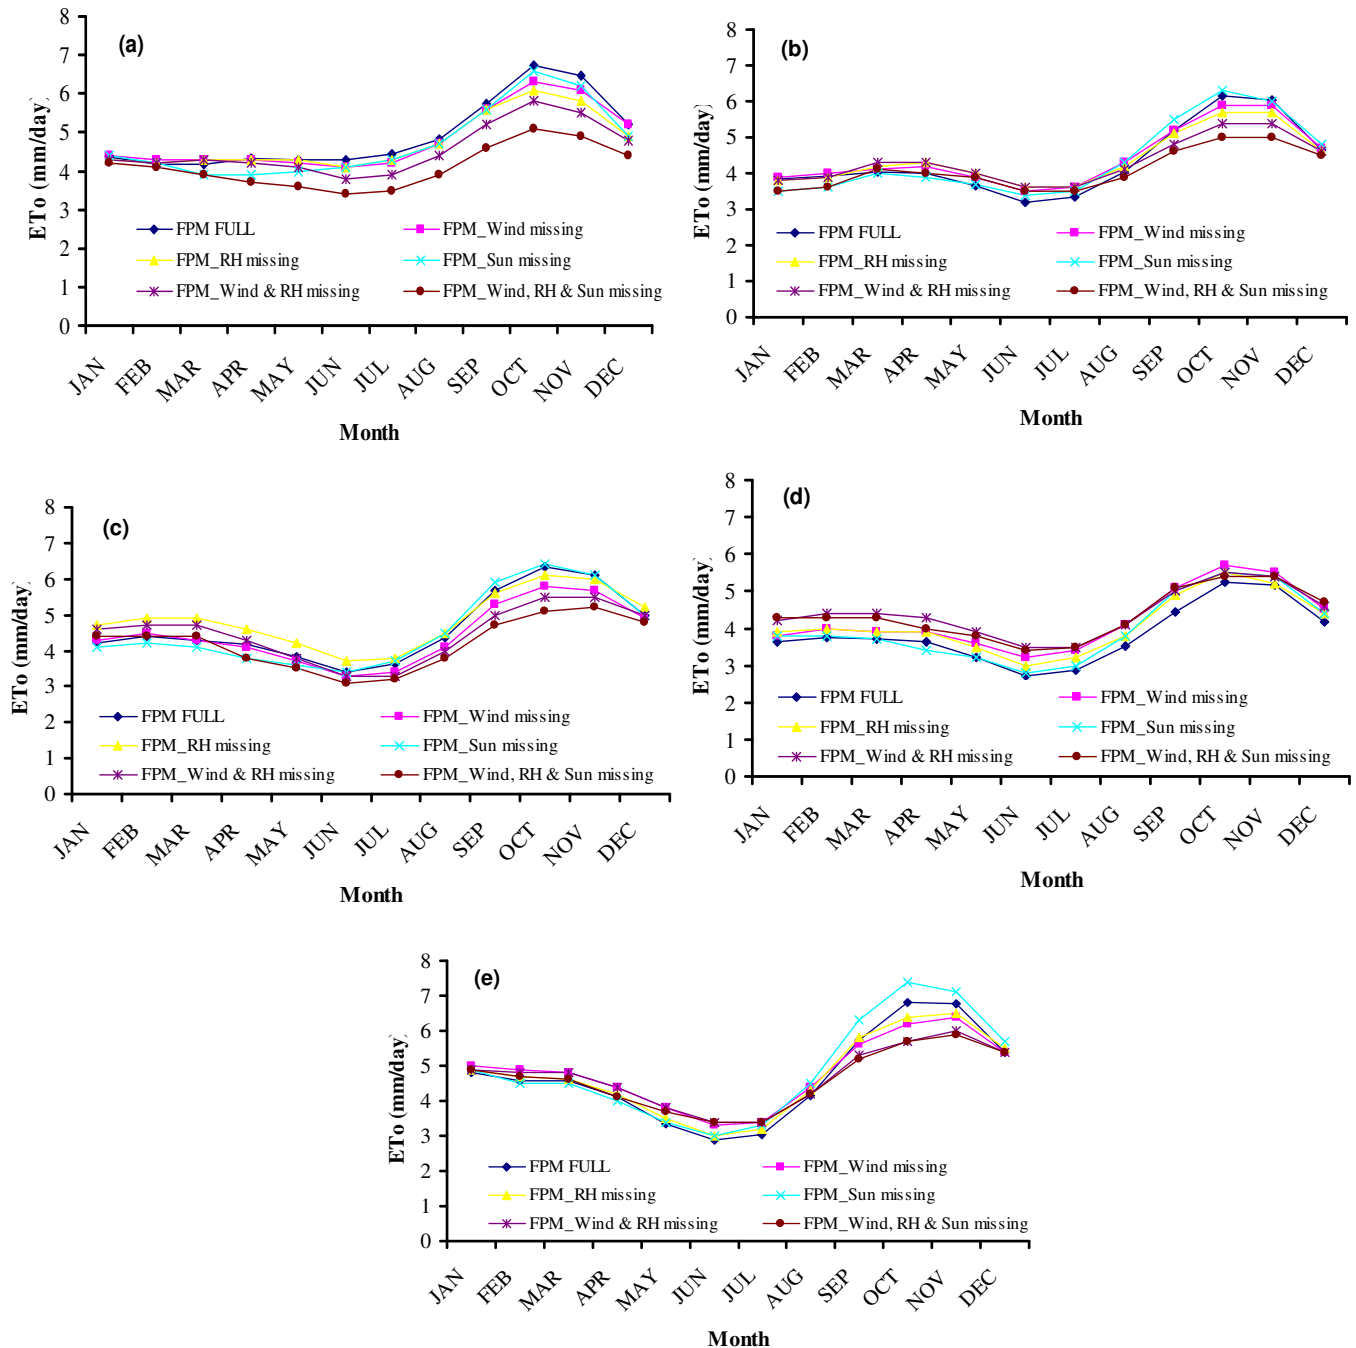 (a)
8
7
6
5
4
3
2
1
0
ETo (mm/day)
FPM FULL
FPM_Wind missing
FPM_RH missing
FPM_Sun missing
FPM_Wind & RH missing
FPM_Wind, RH & Sun missing
JAN FEB MAR APR MAY JUN JUL AUG SEP OCT NOV DEC
Month
(b)
8
7
6
5
4
3
2
1
0
ETo (mm/day)
FPM FULL
FPM_Wind missing
FPM_RH missing
FPM_Sun missing
FPM_Wind & RH missing
FPM_Wind, RH & Sun missing
JAN FEB MAR APR MAY JUN JUL AUG SEP OCT NOV DEC
Month
(c)
8
7
6
5
4
3
2
1
0
ETo (mm/day)
FPM FULL
FPM_Wind missing
FPM_RH missing
FPM_Sun missing
FPM_Wind & RH missing
FPM_Wind, RH & Sun missing
JAN FEB MAR APR MAY JUN JUL AUG SEP OCT NOV DEC
Month
(d)
8
7
6
5
4
3
2
1
0
ETo (mm/day)
FPM FULL
FPM_Wind missing
FPM_RH missing
FPM_Sun missing
FPM_Wind & RH missing
FPM_Wind, RH & Sun missing
JAN FEB MAR APR MAY JUN JUL AUG SEP OCT NOV DEC
Month
(e)
8
7
6
5
4
3
2
1
0
ETo (mm/day)
FPM FULL
FPM_Wind missing
FPM_RH missing
FPM_Sun missing
FPM_Wind & RH missing
FPM_Wind, RH & Sun missing
JAN FEB MAR APR MAY JUN JUL AUG SEP OCT NOV DEC
Month